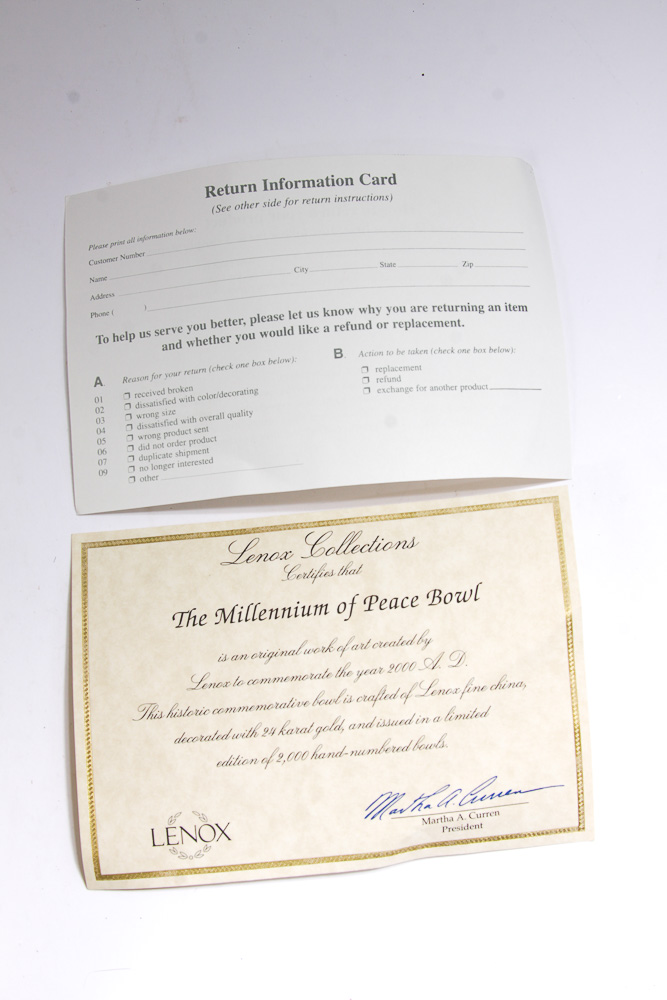 Return Information Card
(See other side for return instructions)
Please print all information below:
Customer Number
Name
Address City State Zip
Phone ( )
To help us serve you better, please let us know why you are returning an item
and whether you would like a refund or replacement.
A. Reason for your return (check one box below):
01 received broken
02 dissatisfied with color/decorating
03 wrong size
04 dissatisfied with overall quality
05 wrong product sent
06 did not order product
07 duplicate shipment
09 no longer interested
other
B. Action to be taken (check one box below):
replacement
refund
exchange for another product
Lenox Collections
Certifies that
The Millennium of Peace Bowl
is an original work of art created by
Lenox to commemorate the year 2000 A. D.
This historic commemorative bowl is crafted of Lenox fine china,
decorated with 24 karat gold, and issued in a limited
edition of 2,000 hand-numbered bowls.
Martha A. Curren
Martha A. Curren
President
LENOX